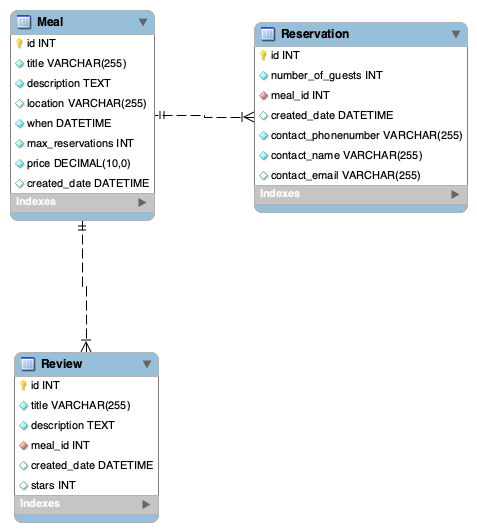 Meal
id INT
title VARCHAR(255)
description TEXT
location VARCHAR(255)
when DATETIME
max_reservations INT
price DECIMAL(10,0)
created_date DATETIME
Indexes
Reservation
id INT
number_of_guests INT
meal_id INT
created_date DATETIME
contact_phonenumber VARCHAR(255)
contact_name VARCHAR(255)
contact_email VARCHAR(255)
Indexes
Review
id INT
title VARCHAR(255)
description TEXT
meal_id INT
created_date DATETIME
stars INT
Indexes